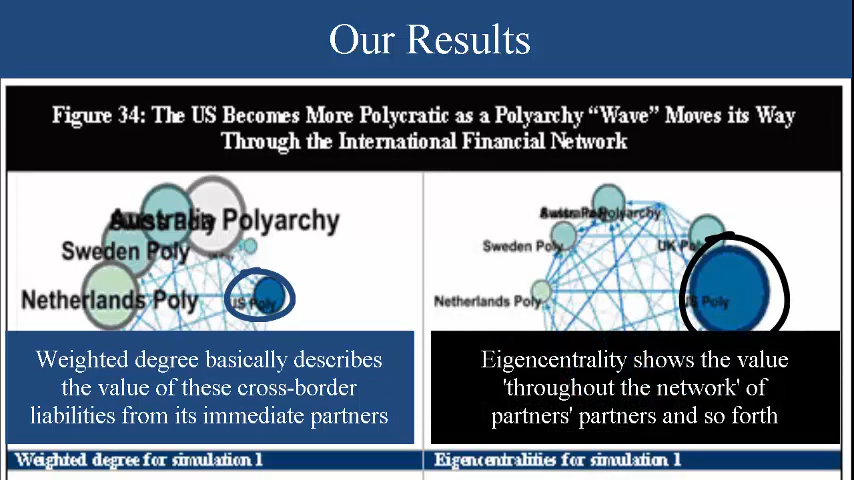 Our Results
Figure 34: The US Becomes More Polycratic as a Polyarchy “Wave” Moves its Way
Through the International Financial Network
Australia Polyarchy
Sweden Poly
Netherlands Poly
US Poly
Polyarchy
Sweden Poly
UK Poly
Netherlands Poly
US Poly
Weighted degree basically describes
the value of these cross-border
liabilities from its immediate partners
Eigencentrality shows the value
'throughout the network' of
partners' partners and so forth
Weighted degree for simulation 1
Eigencentralities for simulation 1